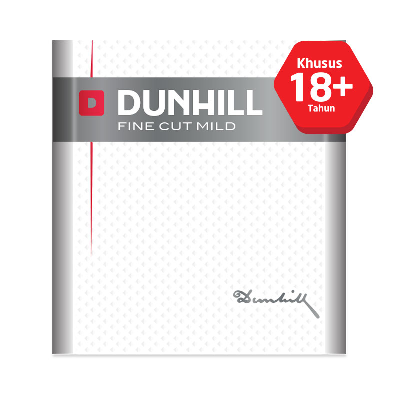 Khusus
18+
Tahun
D DUNHILL
FINE CUT MILD
Dunhill